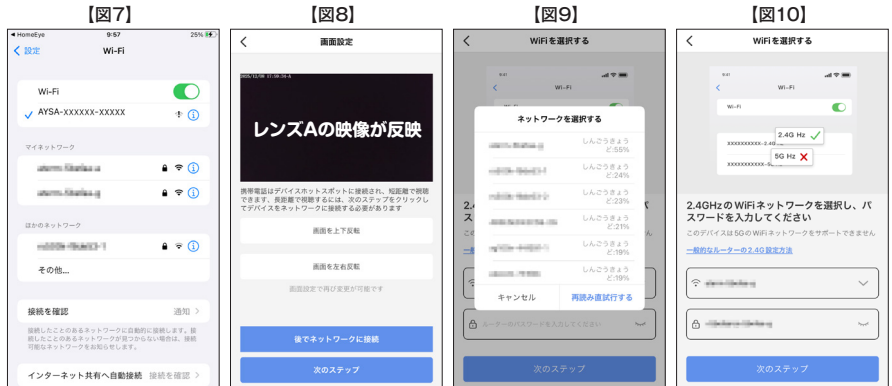 【図7】
◀ HomeEye
9:57
25%
設定
Wi-Fi
Wi-Fi
AYSA-XXXXXX-XXXXX
マイネットワーク
ほかのネットワーク
その他...
接続を確認
通知
接続したことのあるネットワークに自動的に接続します。接
続したことのあるネットワークが見つからない場合は、接続
可能なネットワークをお知らせします。
インターネット共有へ自動接続
接続を確認
【図8】
画面設定
レンズAの映像が反映
携帯電話はデバイスホットスポットに接続され、短距離で視聴
できます、長距離で視聴するには、次のステップをクリックし
てデバイスをネットワークに接続する必要があります
画面を上下反転
画面を左右反転
画面設定で再び変更が可能です
後でネットワークに接続
次のステップ
【図9】
WiFiを選択する
9:41
Wi-Fi
ネットワークを選択する
しんごうきょう
ど:55%
しんごうきょう
ど:24%
しんごうきょう
ど:23%
しんごうきょう
ど:21%
しんごうきょう
ど:19%
しんごうきょう
ど:19%
キャンセル
再読み直試行する
ルーターのパスワードを入力してください
次のステップ
【図10】
WiFiを選択する
9:41
Wi-Fi
Wi-Fi
2.4G Hz
XXXXXXXXXX-2.4G
5G Hz
XXXXXXXXXX-5G
2.4GHzのWiFiネットワークを選択し、パ
スワードを入力してください
このデバイスは5GのWiFiネットワークをサポートできません
一般的なルーターの2.4G設定方法
次のステップ